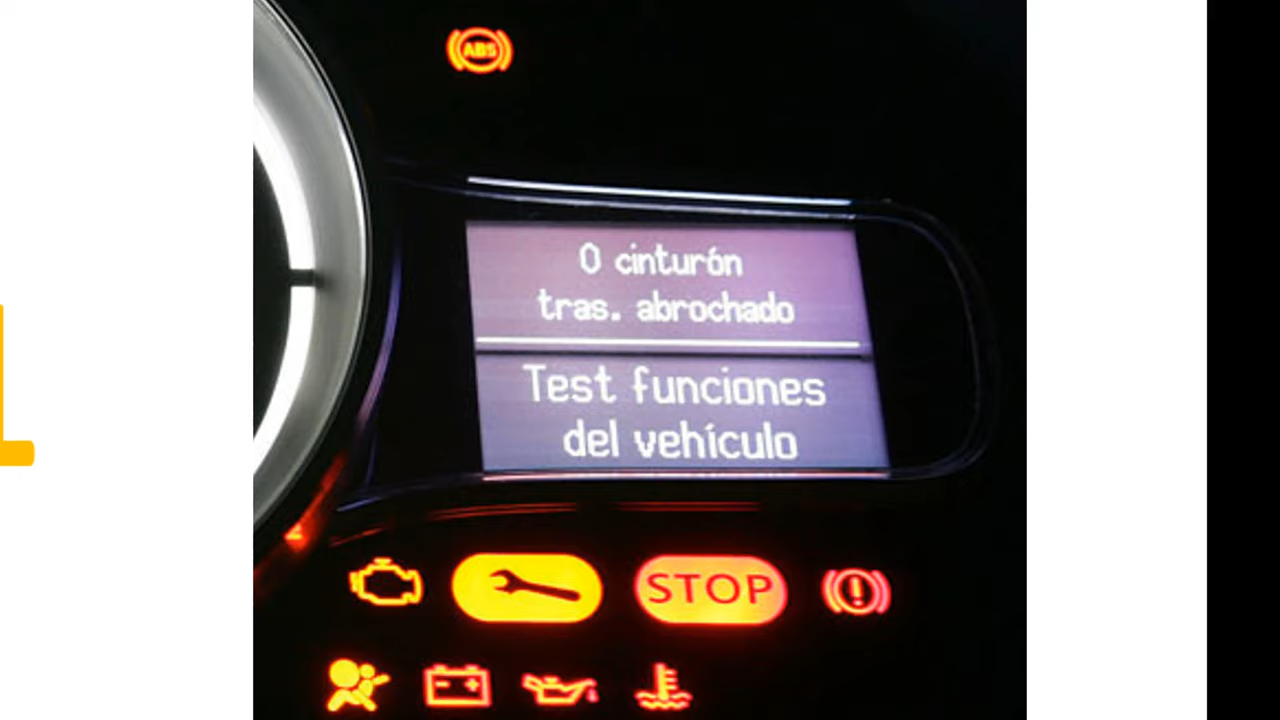 ABS
0 cinturón
tras. abrochado
Test funciones
del vehículo
STOP